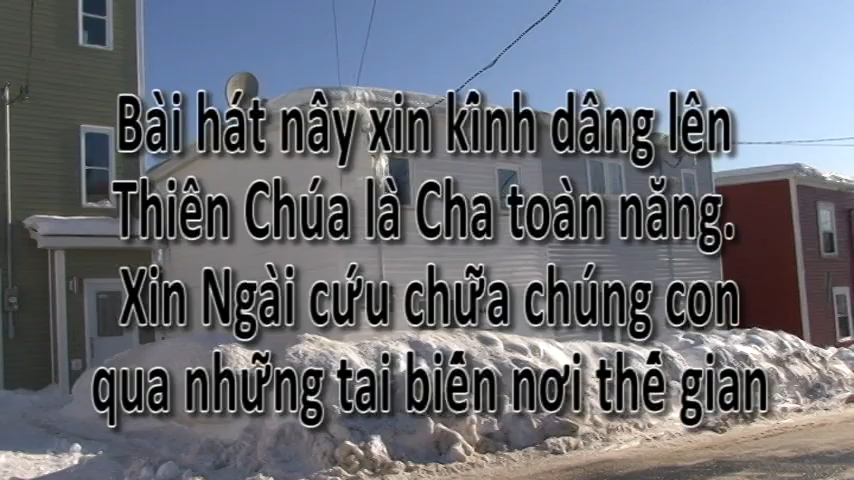 Bài hát nây xin kính dâng lên
Thiên Chúa là Cha toàn năng.
Xin Ngài cứu chữa chúng con
qua những tai biến nơi thế gian